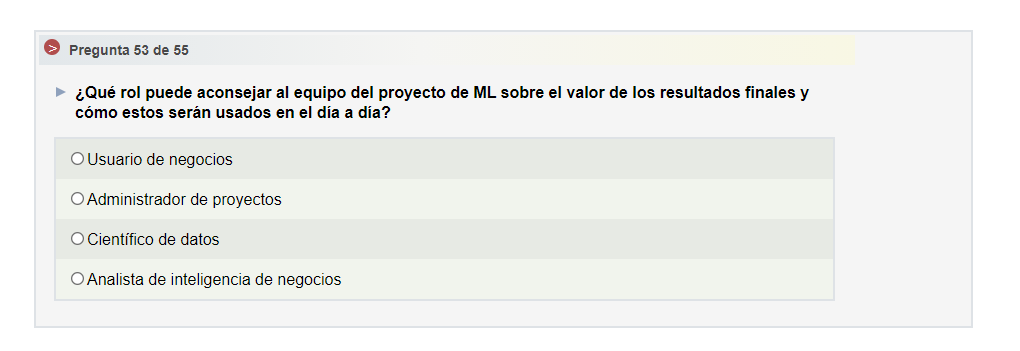 Pregunta 53 de 55
¿Qué rol puede aconsejar al equipo del proyecto de ML sobre el valor de los resultados finales y
cómo estos serán usados en el día a día?
Usuario de negocios
Administrador de proyectos
Científico de datos
Analista de inteligencia de negocios